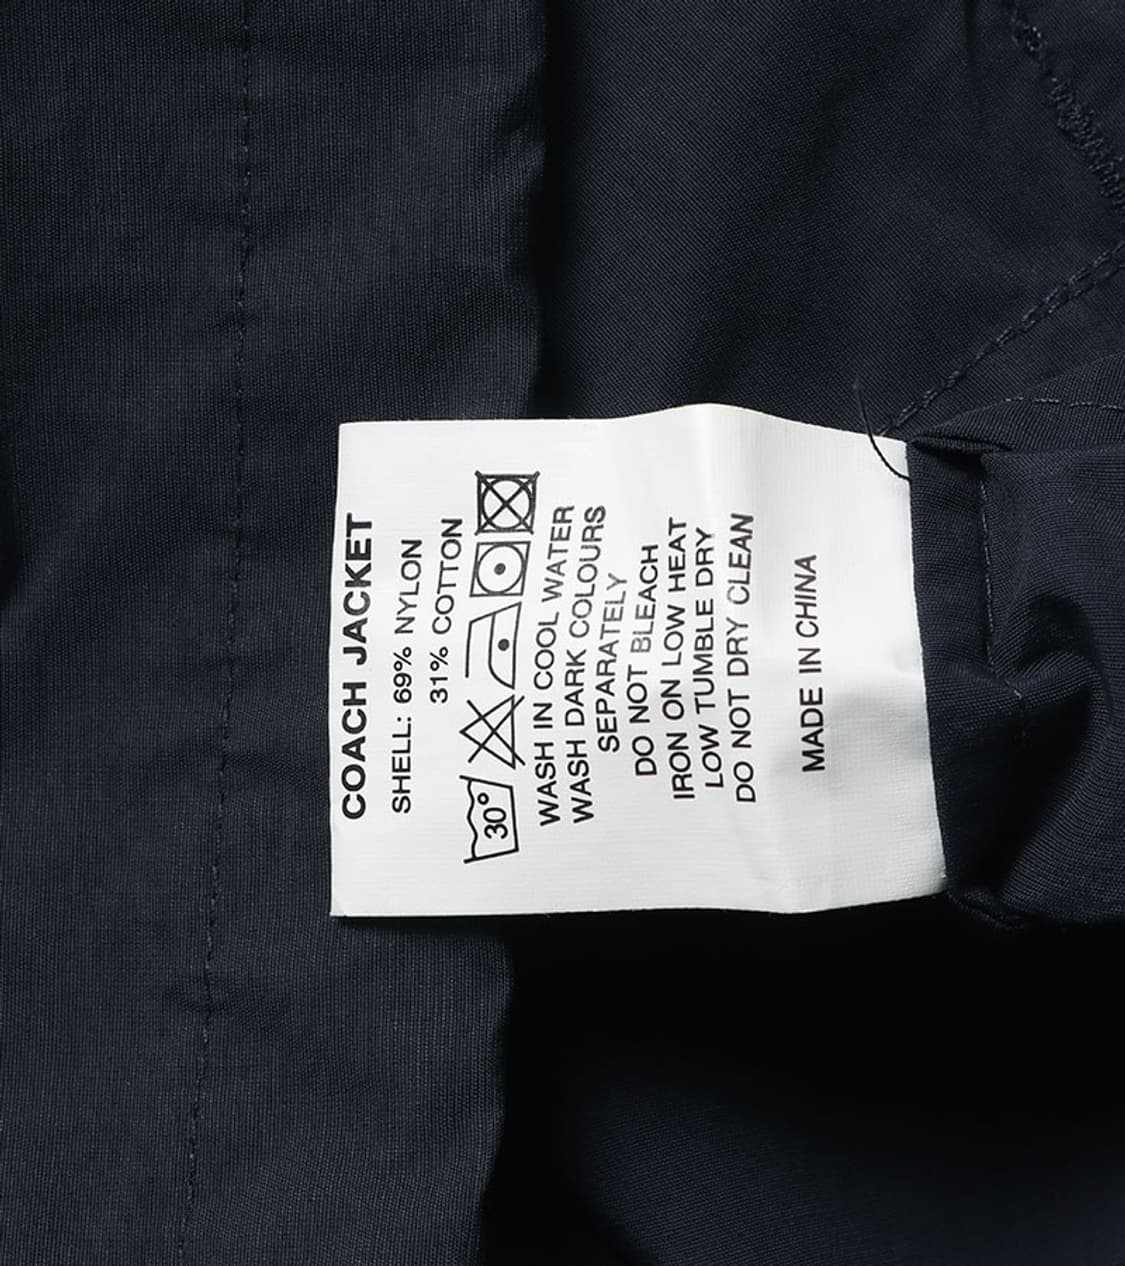 COACH JACKET
SHELL: 69% NYLON
31% COTTON
30°
WASH IN COOL WATER
WASH DARK COLOURS
SEPARATELY
DO NOT BLEACH
IRON ON LOW HEAT
LOW TUMBLE DRY
DO NOT DRY CLEAN
MADE IN CHINA